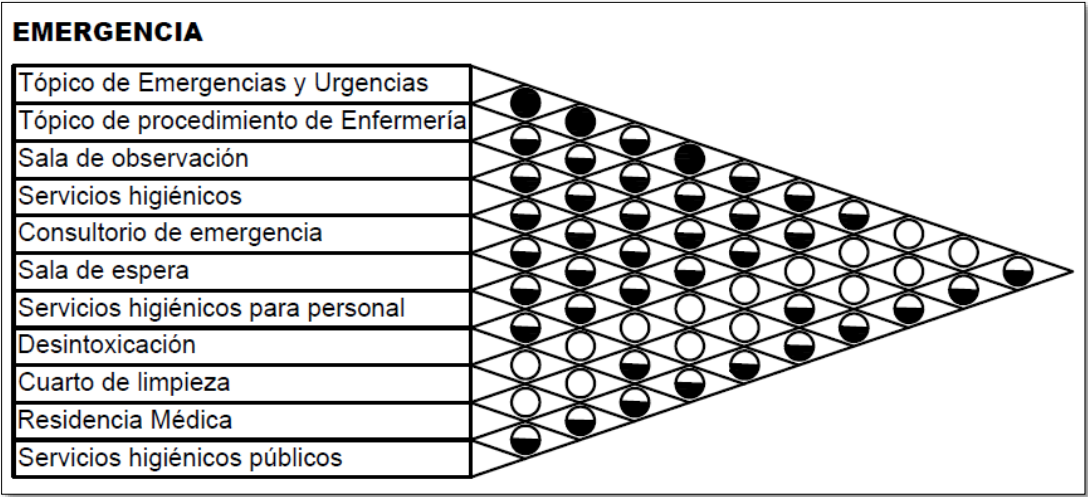 EMERGENCIA
Tópico de Emergencias y Urgencias
Tópico de procedimiento de Enfermería
Sala de observación
Servicios higiénicos
Consultorio de emergencia
Sala de espera
Servicios higiénicos para personal
Desintoxicación
Cuarto de limpieza
Residencia Médica
Servicios higiénicos públicos